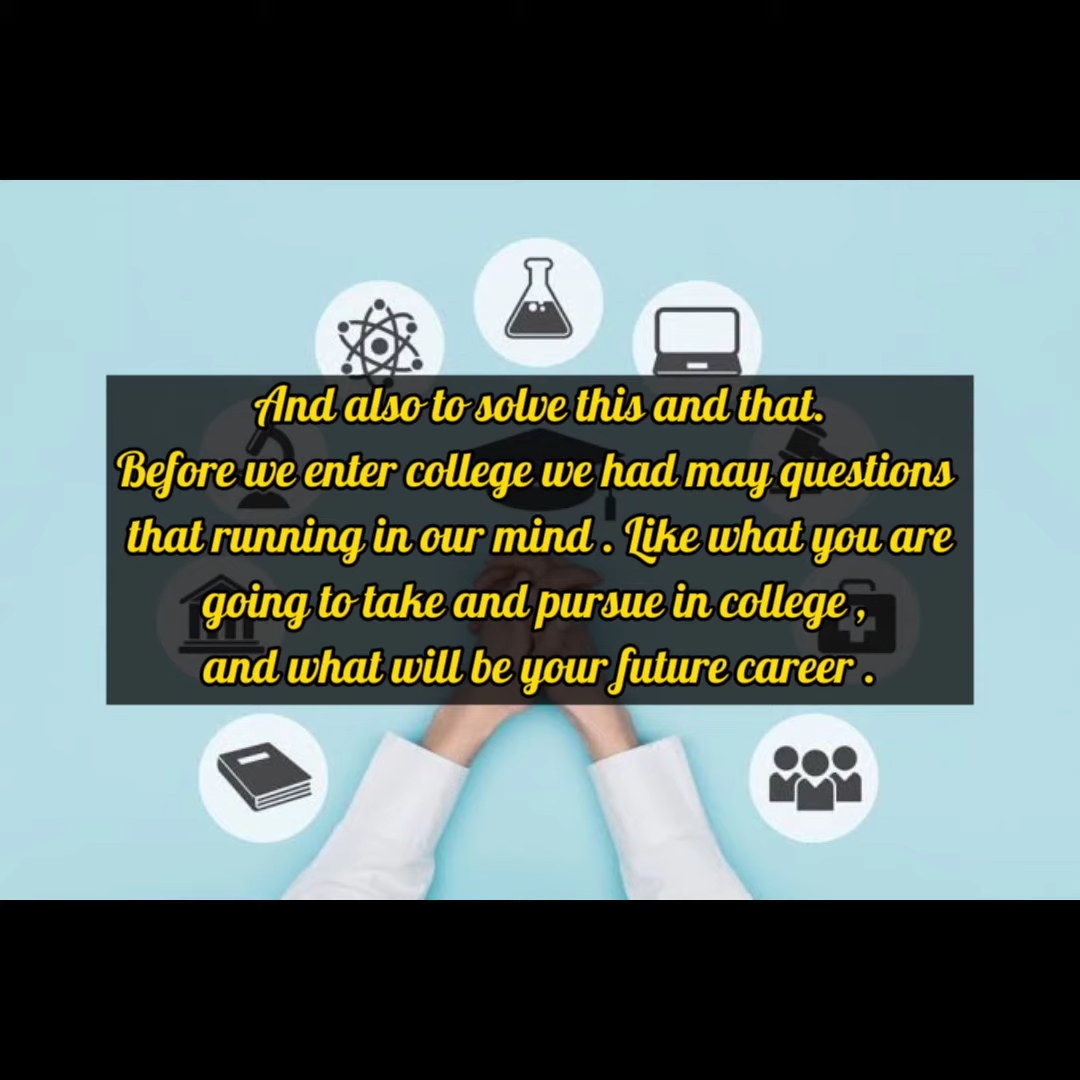 And also to solve this and that.
Before we enter college we had may questions
that running in our mind . Like what you are
going to take and pursue in college ,
and what will be your future career .